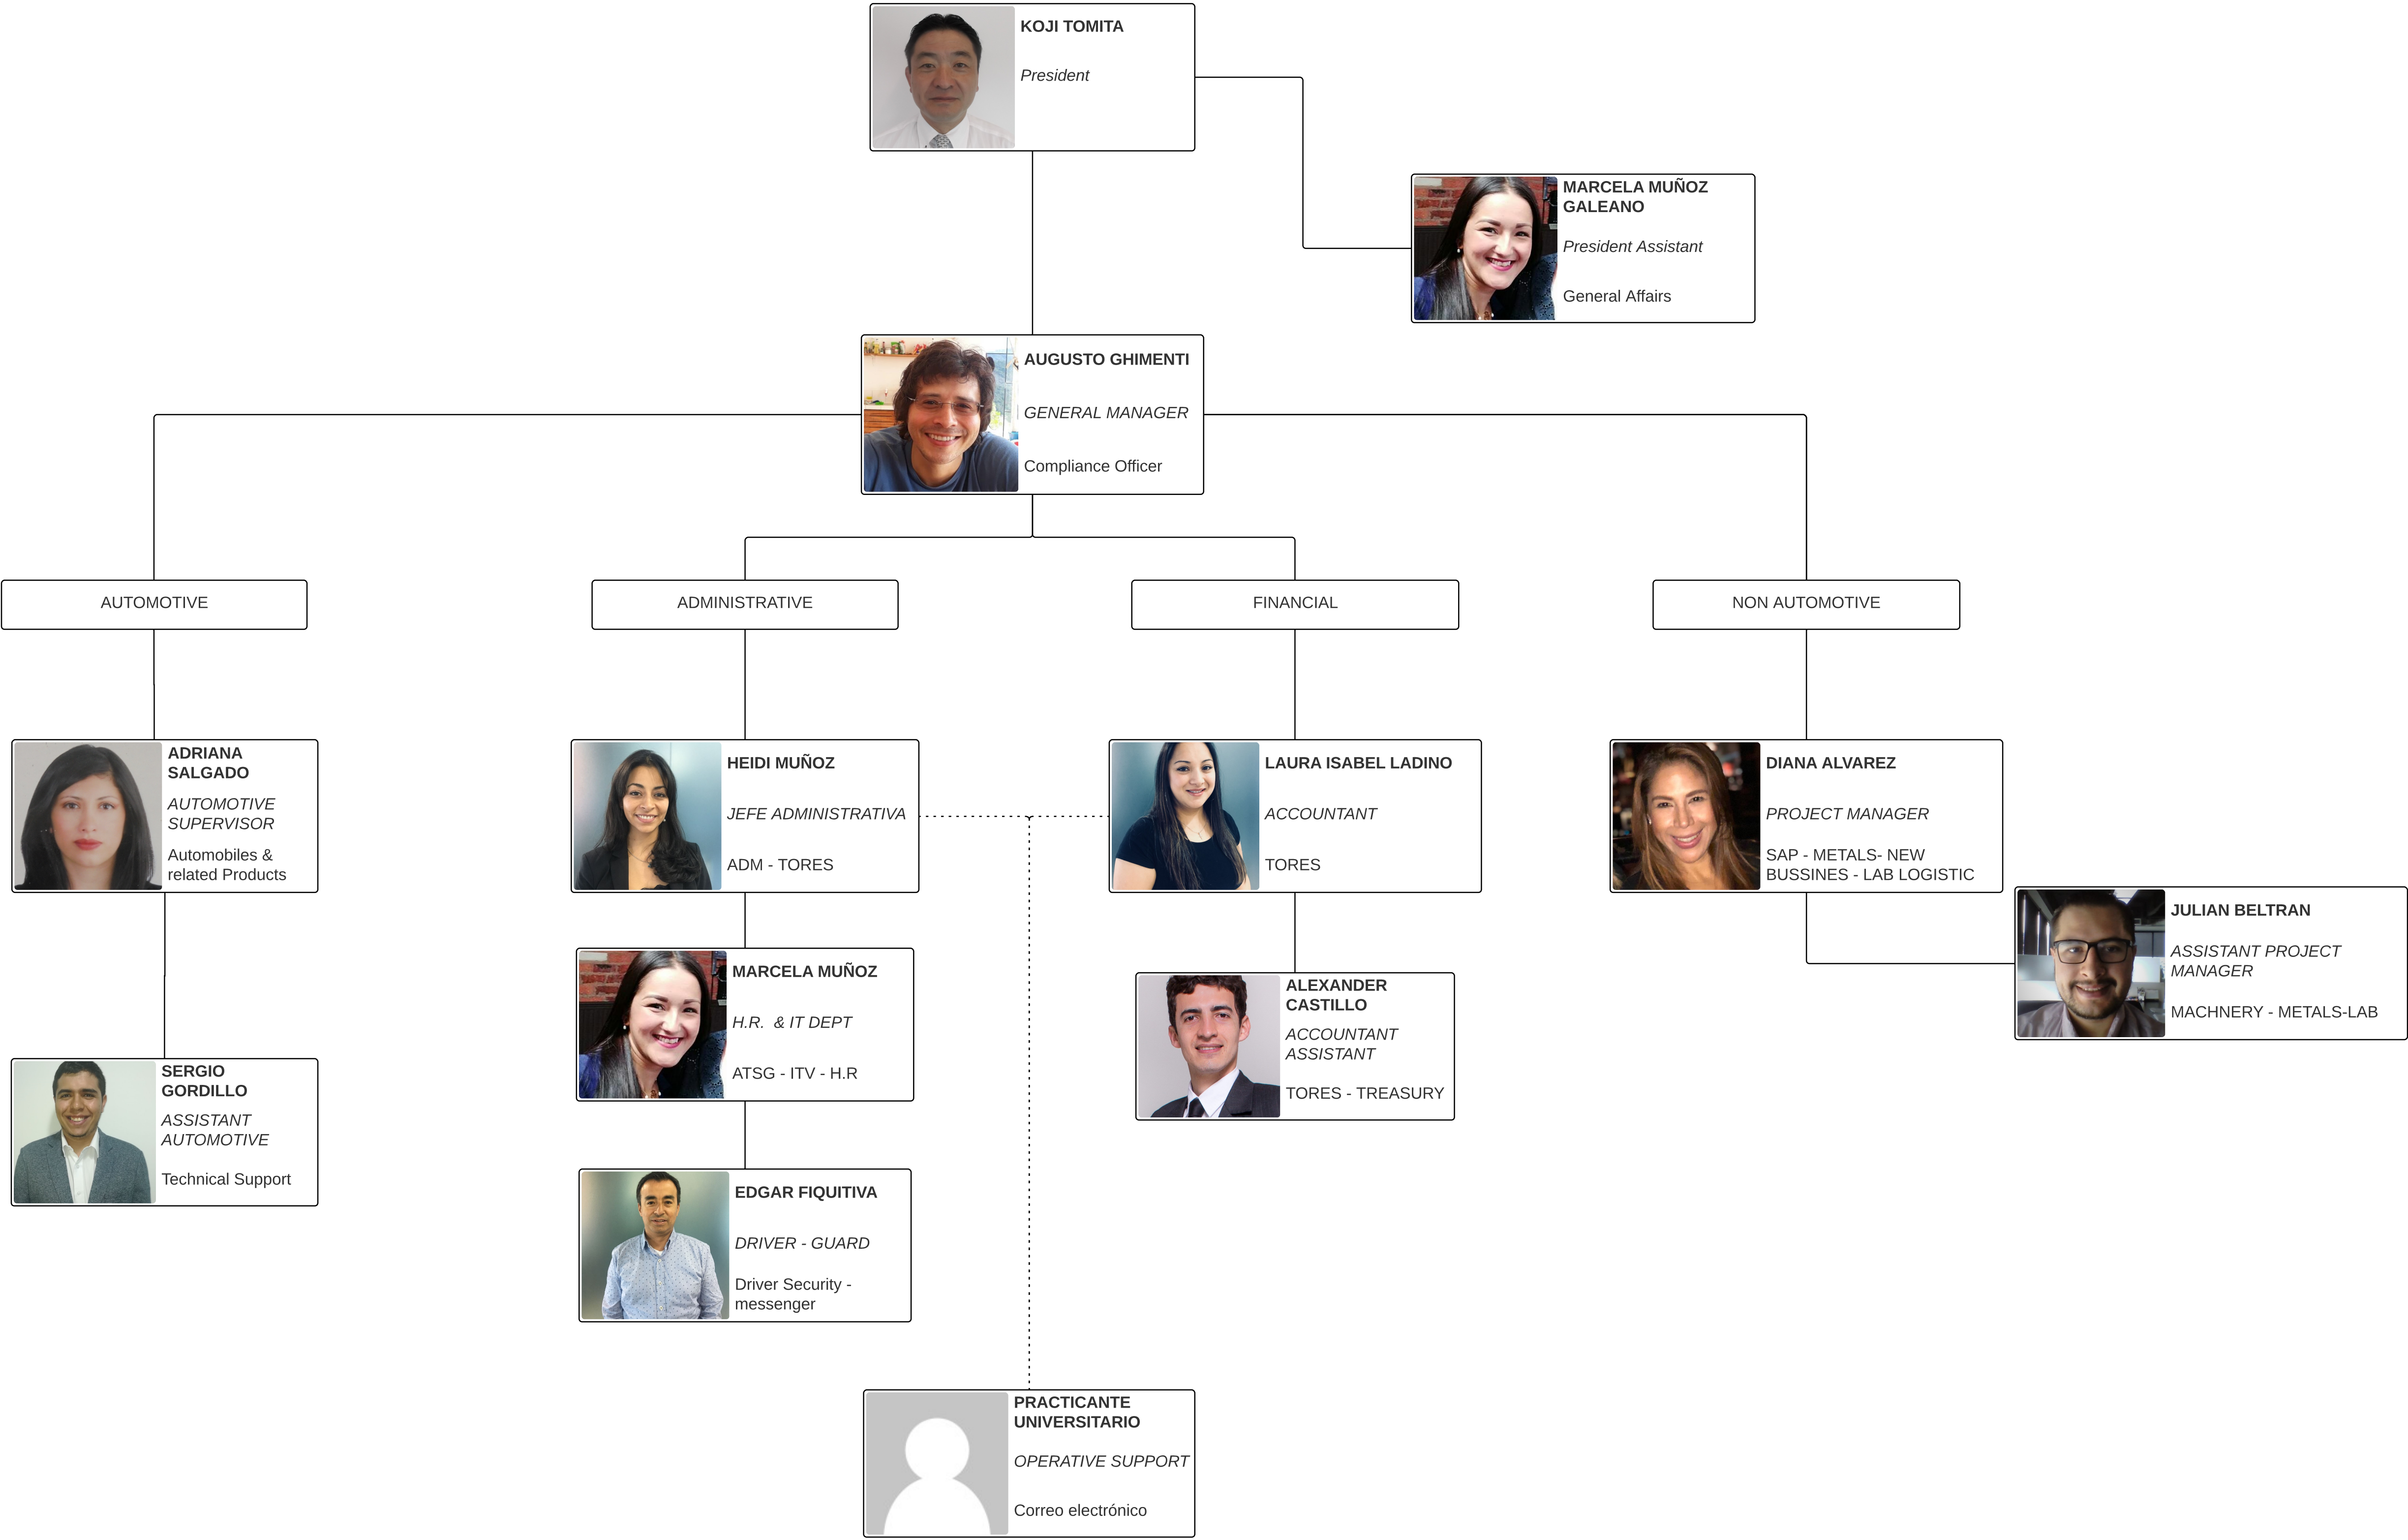 KOJI TOMITA
President
MARCELA MUÑOZ
GALEANO
President Assistant
General Affairs
AUGUSTO GHIMENTI
GENERAL MANAGER
Compliance Officer
AUTOMOTIVE
ADMINISTRATIVE
FINANCIAL
NON AUTOMOTIVE
ADRIANA
SALGADO
AUTOMOTIVE
SUPERVISOR
Automobiles &
related Products
HEIDI MUÑOZ
JEFE ADMINISTRATIVA
ADM - TORES
LAURA ISABEL LADINO
ACCOUNTANT
TORES
DIANA ALVAREZ
PROJECT MANAGER
SAP - METALS- NEW
BUSSINES - LAB LOGISTIC
JULIAN BELTRAN
ASSISTANT PROJECT
MANAGER
MACHNERY - METALS-LAB
MARCELA MUÑOZ
H.R.  & IT DEPT
ATSG - ITV - H.R
ALEXANDER
CASTILLO
ACCOUNTANT
ASSISTANT
TORES - TREASURY
SERGIO
GORDILLO
ASSISTANT
AUTOMOTIVE
Technical Support
EDGAR FIQUITIVA
DRIVER - GUARD
Driver Security -
messenger
PRACTICANTE
UNIVERSITARIO
OPERATIVE SUPPORT
Correo electrónico